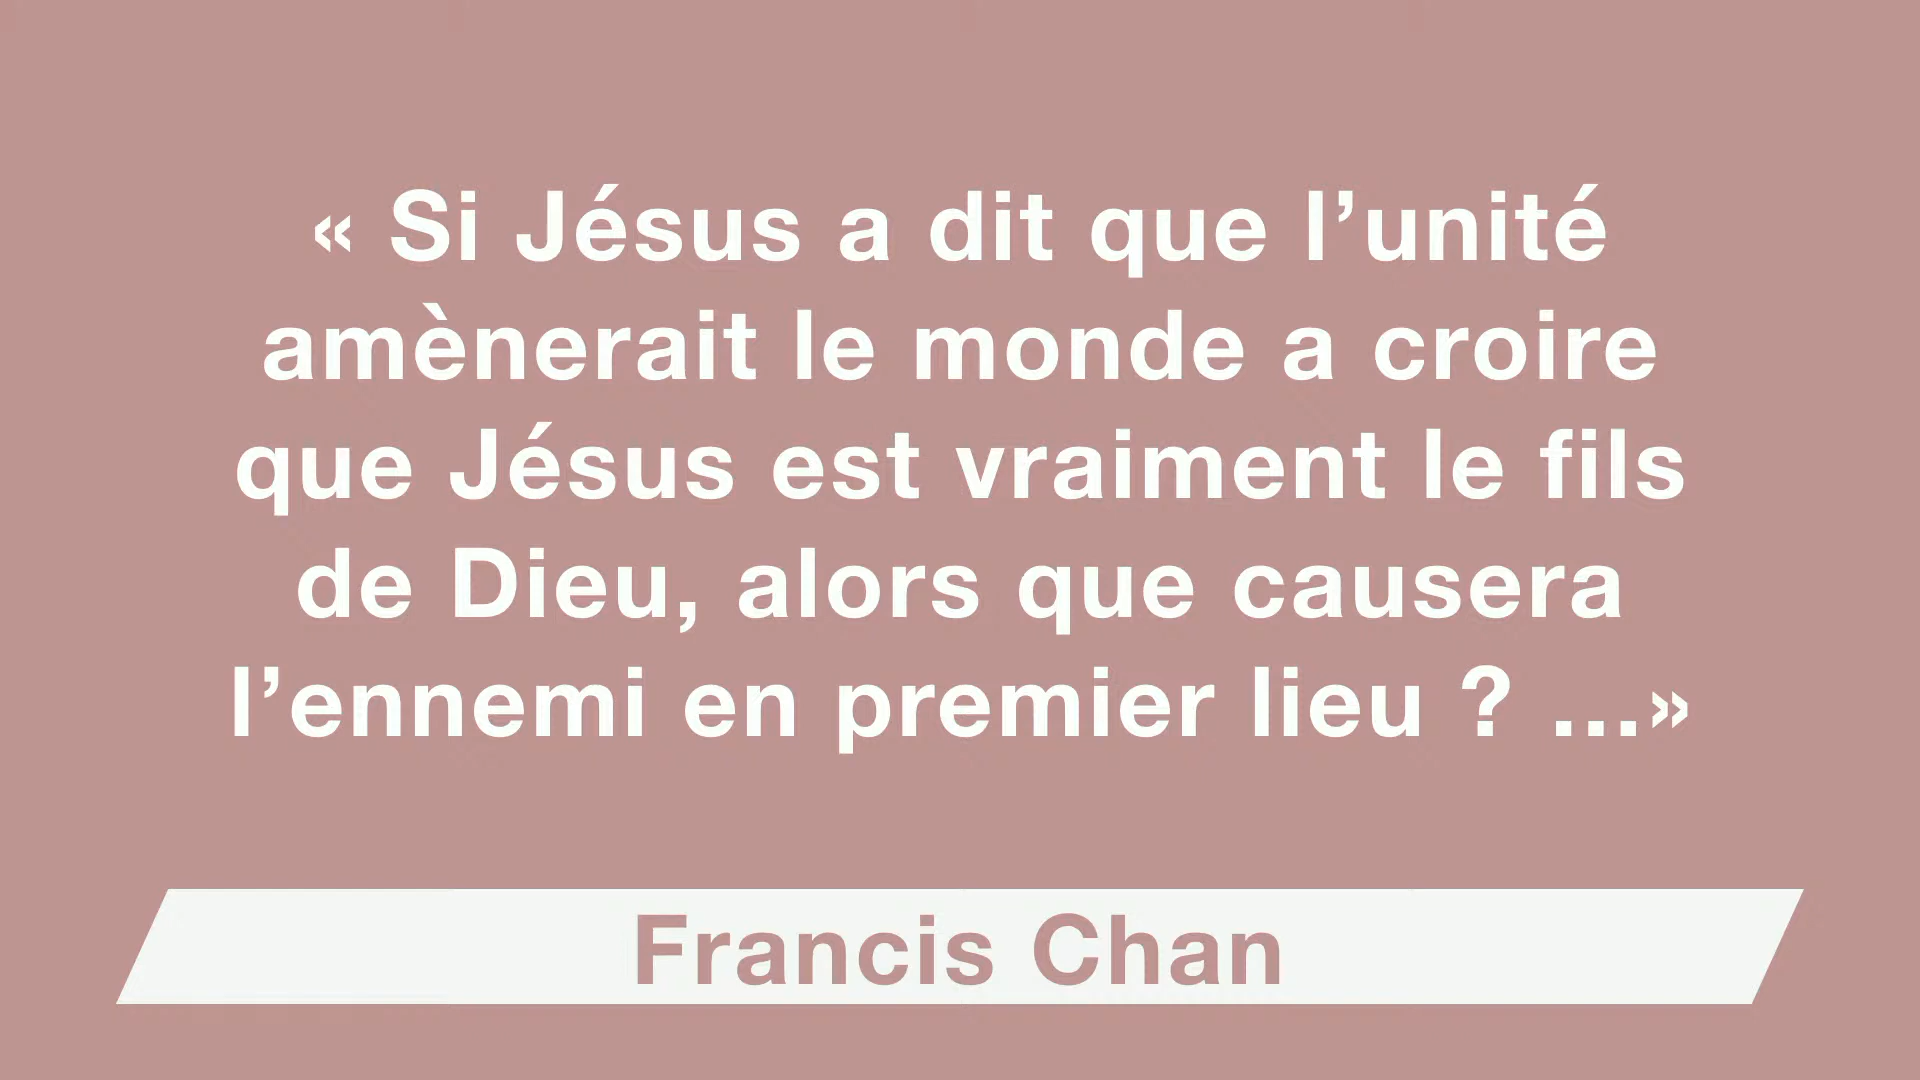 « Si Jésus a dit que l’unité
amènerait le monde a croire
que Jésus est vraiment le fils
de Dieu, alors que causera
l’ennemi en premier lieu ? ...»
Francis Chan